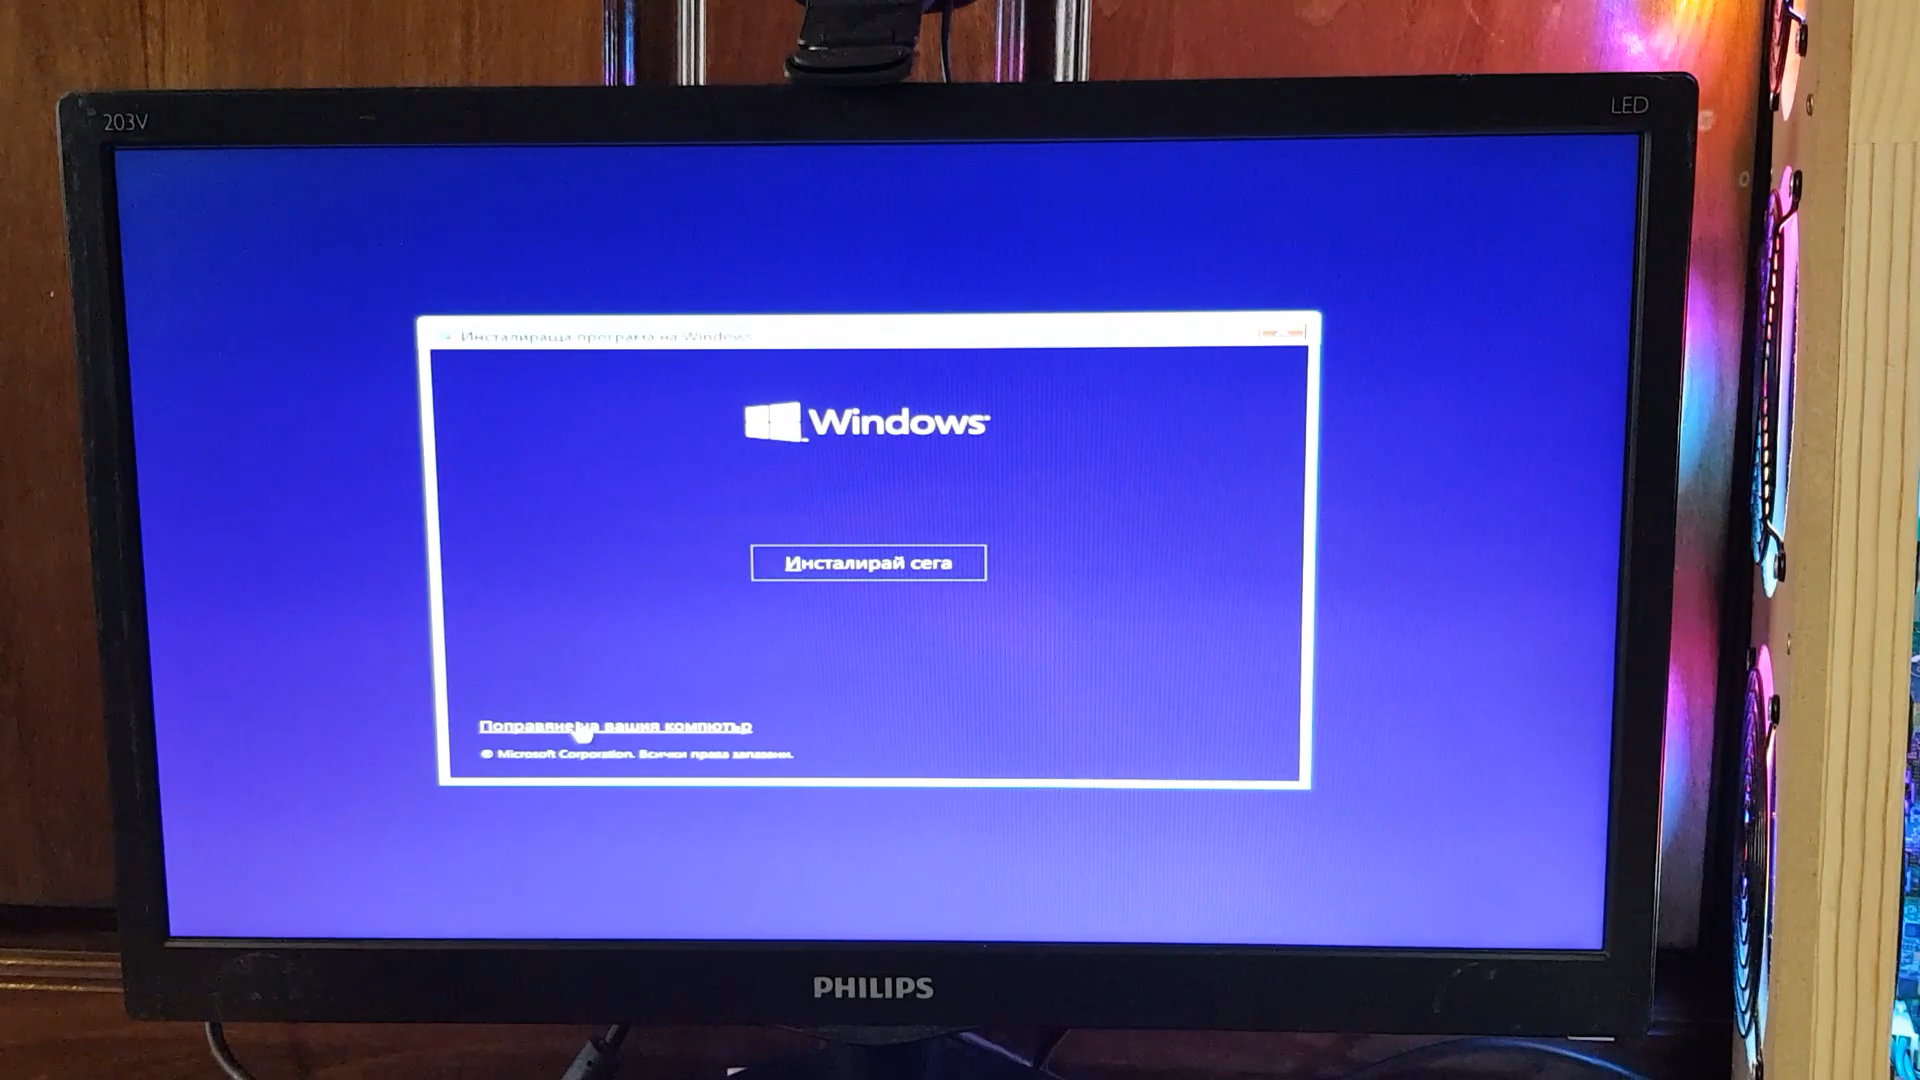 203V
LED
Инсталираща програма на Windows
Windows
Инсталирай сега
Поправяне на вашия компютър
© Microsoft Corporation. Всички права запазени.
PHILIPS